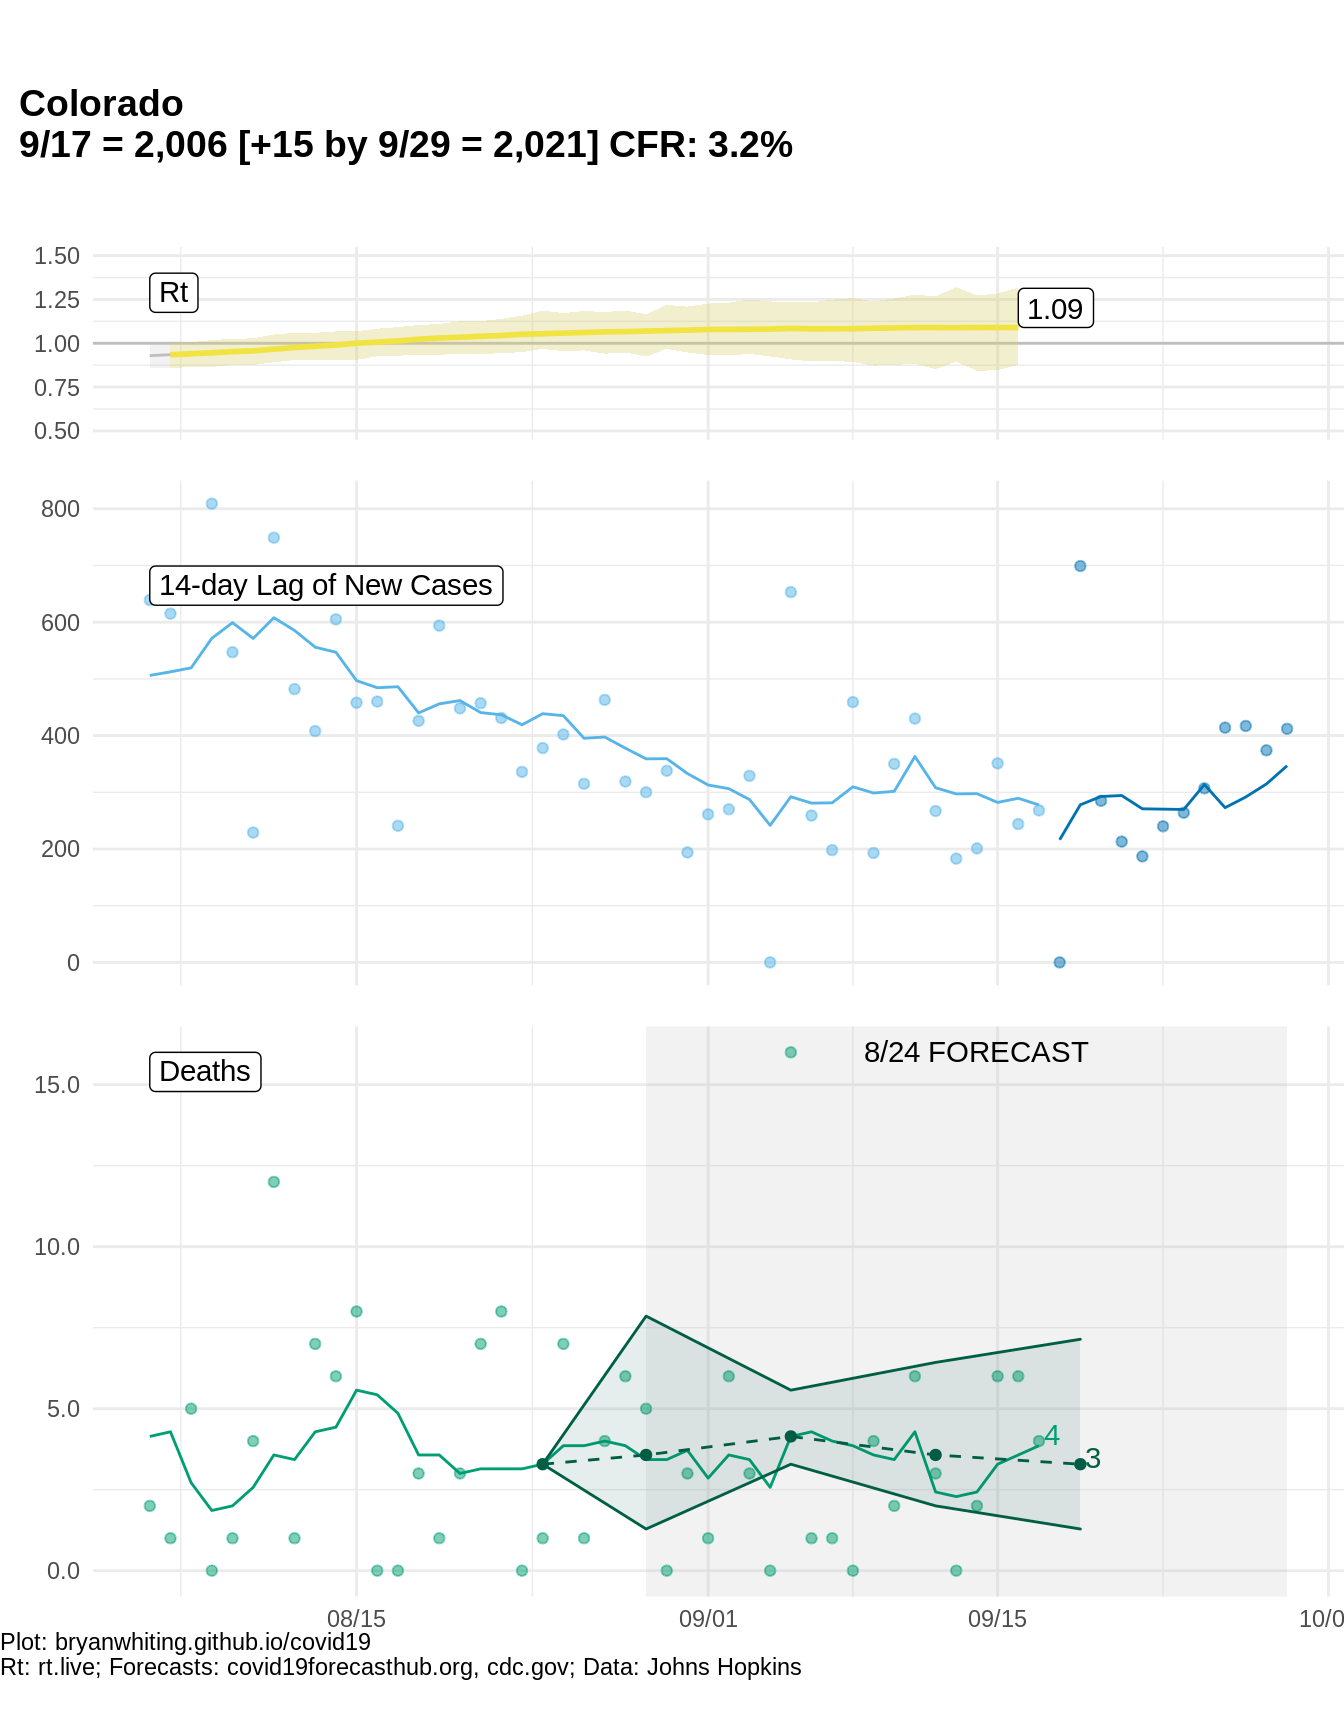 Colorado
9/17 = 2,006 [+15 by 9/29 = 2,021] CFR: 3.2%
1.50
Rt
1.25
1.09
1.00
0.75
0.50
800
14-day Lag of New Cases
600
400
200
0
8/24 FORECAST
Deaths
15.0
10.0
5.0
4
3
0.0
08/15
09/01
09/15
10/0
Plot: bryanwhiting.github.io/covid19
Rt: rt.live; Forecasts: covid19forecasthub.org, cdc.gov; Data: Johns Hopkins